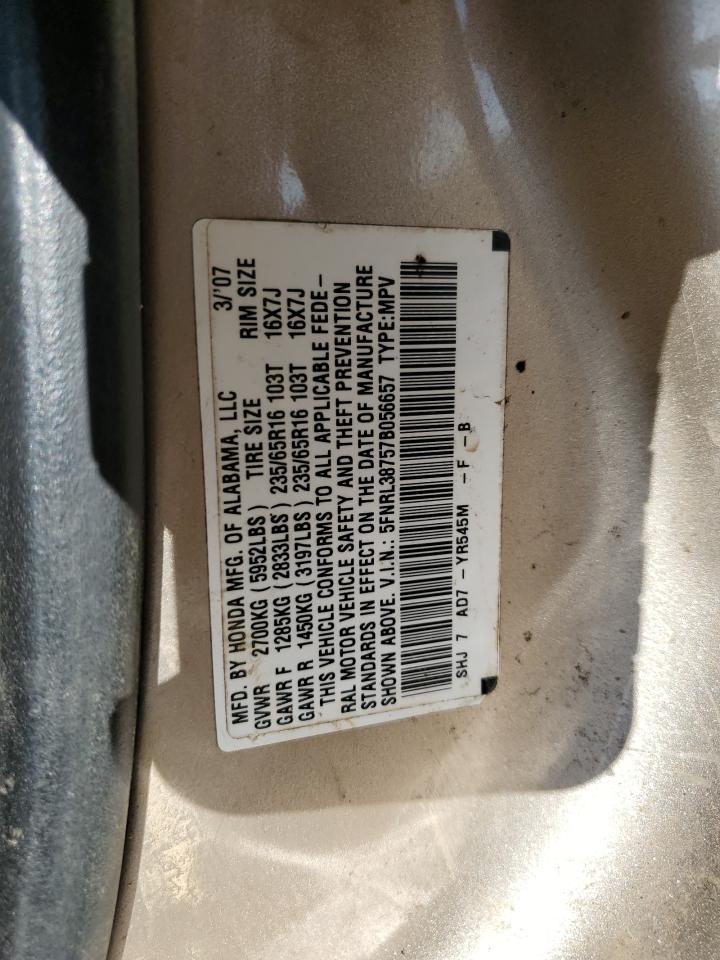 MFD. BY HONDA MFG. OF ALABAMA, LLC 3/'07
GVWR 2700KG (5952LBS) TIRE SIZE RIM SIZE
GAWR F 1285KG (2833LBS) 235/65R16 103T 16X7J
GAWR R 1450KG (3197LBS) 235/65R16 103T 16X7J
THIS VEHICLE CONFORMS TO ALL APPLICABLE FEDE-
RAL MOTOR VEHICLE SAFETY AND THEFT PREVENTION
STANDARDS IN EFFECT ON THE DATE OF MANUFACTURE
SHOWN ABOVE. V.I.N.: 5FNRL38757B056657 TYPE:MPV
SHJ 7 AD7 - YR545M - F - B